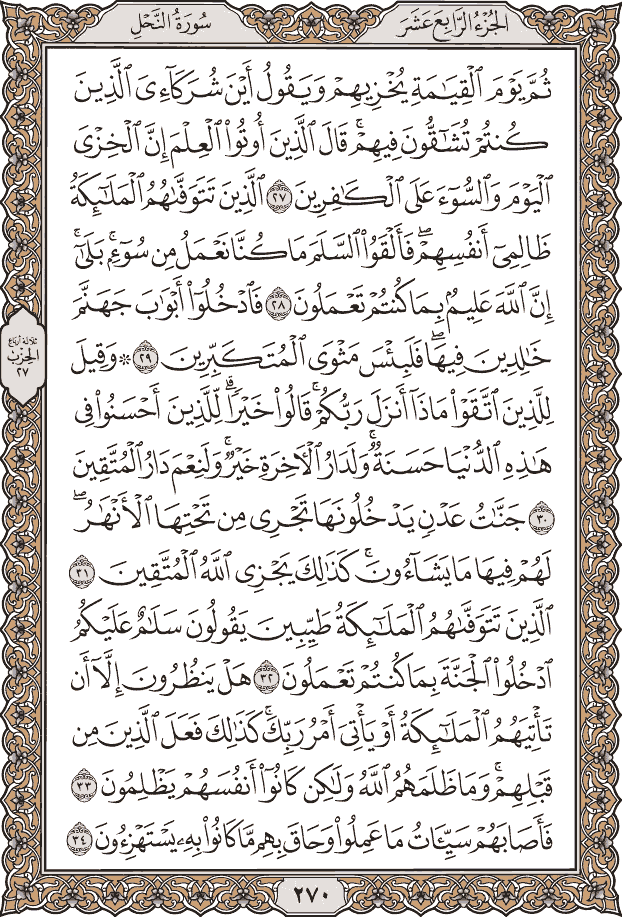 الجُزْءُ الرَّابِعَ عَشَرَ
سُورَةُ النَّحْلِ
ثُمَّ يَوْمَ ٱلْقِيَٰمَةِ يُخْزِيهِمْ وَيَقُولُ أَيْنَ شُرَكَآءِىَ ٱلَّذِينَ
كُنتُمْ تُشَٰٓقُّونَ فِيهِمْ ۚ قَالَ ٱلَّذِينَ أُوتُوا۟ ٱلْعِلْمَ إِنَّ ٱلْخِزْىَ
ٱلْيَوْمَ وَٱلسُّوٓءَ عَلَى ٱلْكَٰفِرِينَ ٢٧ ٱلَّذِينَ تَتَوَفَّىٰهُمُ ٱلْمَلَٰٓئِكَةُ
ظَالِمِىٓ أَنفُسِهِمْ ۖ فَأَلْقَوُا۟ ٱلسَّلَمَ مَا كُنَّا نَعْمَلُ مِن سُوٓءٍۭ ۚ بَلَىٰٓ ۚ
إِنَّ ٱللَّهَ عَلِيمٌۢ بِمَا كُنتُمْ تَعْمَلُونَ ٢٨ فَٱدْخُلُوٓا۟ أَبْوَٰبَ جَهَنَّمَ
خَٰلِدِينَ فِيهَا ۖ فَلَبِئْسَ مَثْوَى ٱلْمُتَكَبِّرِينَ ٢٩ ۞ وَقِيلَ
لِلَّذِينَ ٱتَّقَوْا۟ مَاذَآ أَنزَلَ رَبُّكُمْ ۚ قَالُوا۟ خَيْرًا ۗ لِّلَّذِينَ أَحْسَنُوا۟ فِى
هَٰذِهِ ٱلدُّنْيَا حَسَنَةٌ ۚ وَلَدَارُ ٱلْءَاخِرَةِ خَيْرٌ ۚ وَلَنِعْمَ دَارُ ٱلْمُتَّقِينَ
٣٠ جَنَّٰتُ عَدْنٍ يَدْخُلُونَهَا تَجْرِى مِن تَحْتِهَا ٱلْأَنْهَٰرُ ۖ
لَهُمْ فِيهَا مَا يَشَآءُونَ ۚ كَذَٰلِكَ يَجْزِى ٱللَّهُ ٱلْمُتَّقِينَ ٣١
ٱلَّذِينَ تَتَوَفَّىٰهُمُ ٱلْمَلَٰٓئِكَةُ طَيِّبِينَ يَقُولُونَ سَلَٰمٌ عَلَيْكُمُ
ٱدْخُلُوا۟ ٱلْجَنَّةَ بِمَا كُنتُمْ تَعْمَلُونَ ٣٢ هَلْ يَنظُرُونَ إِلَّآ أَن
تَأْتِيَهُمُ ٱلْمَلَٰٓئِكَةُ أَوْ يَأْتِىَ أَمْرُ رَبِّكَ ۚ كَذَٰلِكَ فَعَلَ ٱلَّذِينَ مِن
قَبْلِهِمْ ۚ وَمَا ظَلَمَهُمُ ٱللَّهُ وَلَٰكِن كَانُوٓا۟ أَنفُسَهُمْ يَظْلِمُونَ ٣٣
فَأَصَابَهُمْ سَيِّـَٔاتُ مَا عَمِلُوا۟ وَحَاقَ بِهِم مَّا كَانُوا۟ بِهِۦ يَسْتَهْزِءُونَ ٣٤
ثلاثة أرباع
الحِزْب
٢٧
٢٧٠